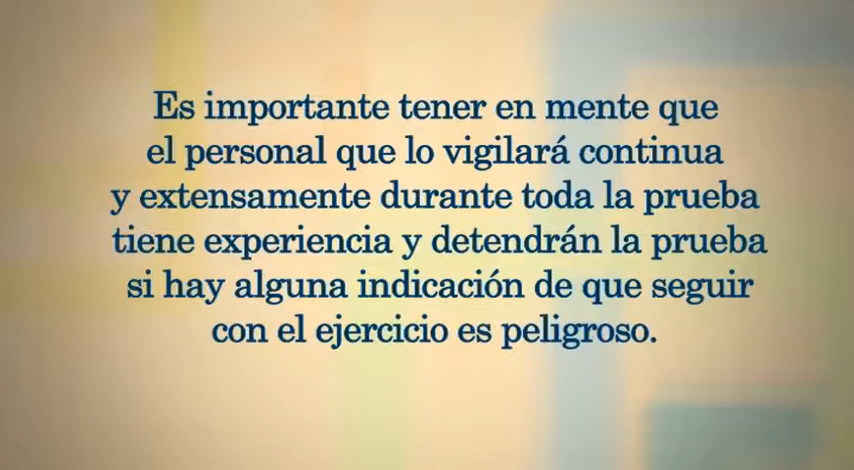 Es importante tener en mente que
el personal que lo vigilará continua
y extensamente durante toda la prueba
tiene experiencia y detendrán la prueba
si hay alguna indicación de que seguir
con el ejercicio es peligroso.